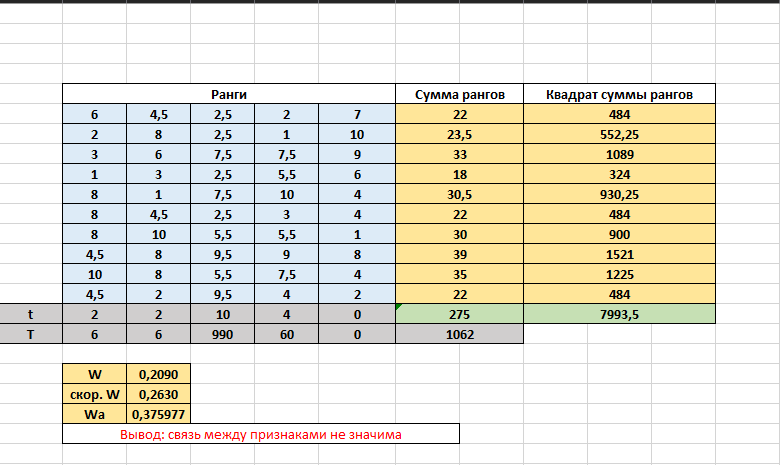 Ранги Сумма рангов Квадрат суммы рангов
6 4,5 2,5 2 7 22 484
2 8 2,5 1 10 23,5 552,25
3 6 7,5 7,5 9 33 1089
1 3 2,5 5,5 6 18 324
8 1 7,5 10 4 30,5 930,25
8 4,5 2,5 3 4 22 484
8 10 5,5 5,5 1 30 900
4,5 8 9,5 9 8 39 1521
10 8 5,5 7,5 4 35 1225
4,5 2 9,5 4 2 22 484
t 2 2 10 4 0 275 7993,5
T 6 6 990 60 0 1062
W 0,2090
скор. W 0,2630
Wa 0,375977
Вывод: связь между признаками не значима